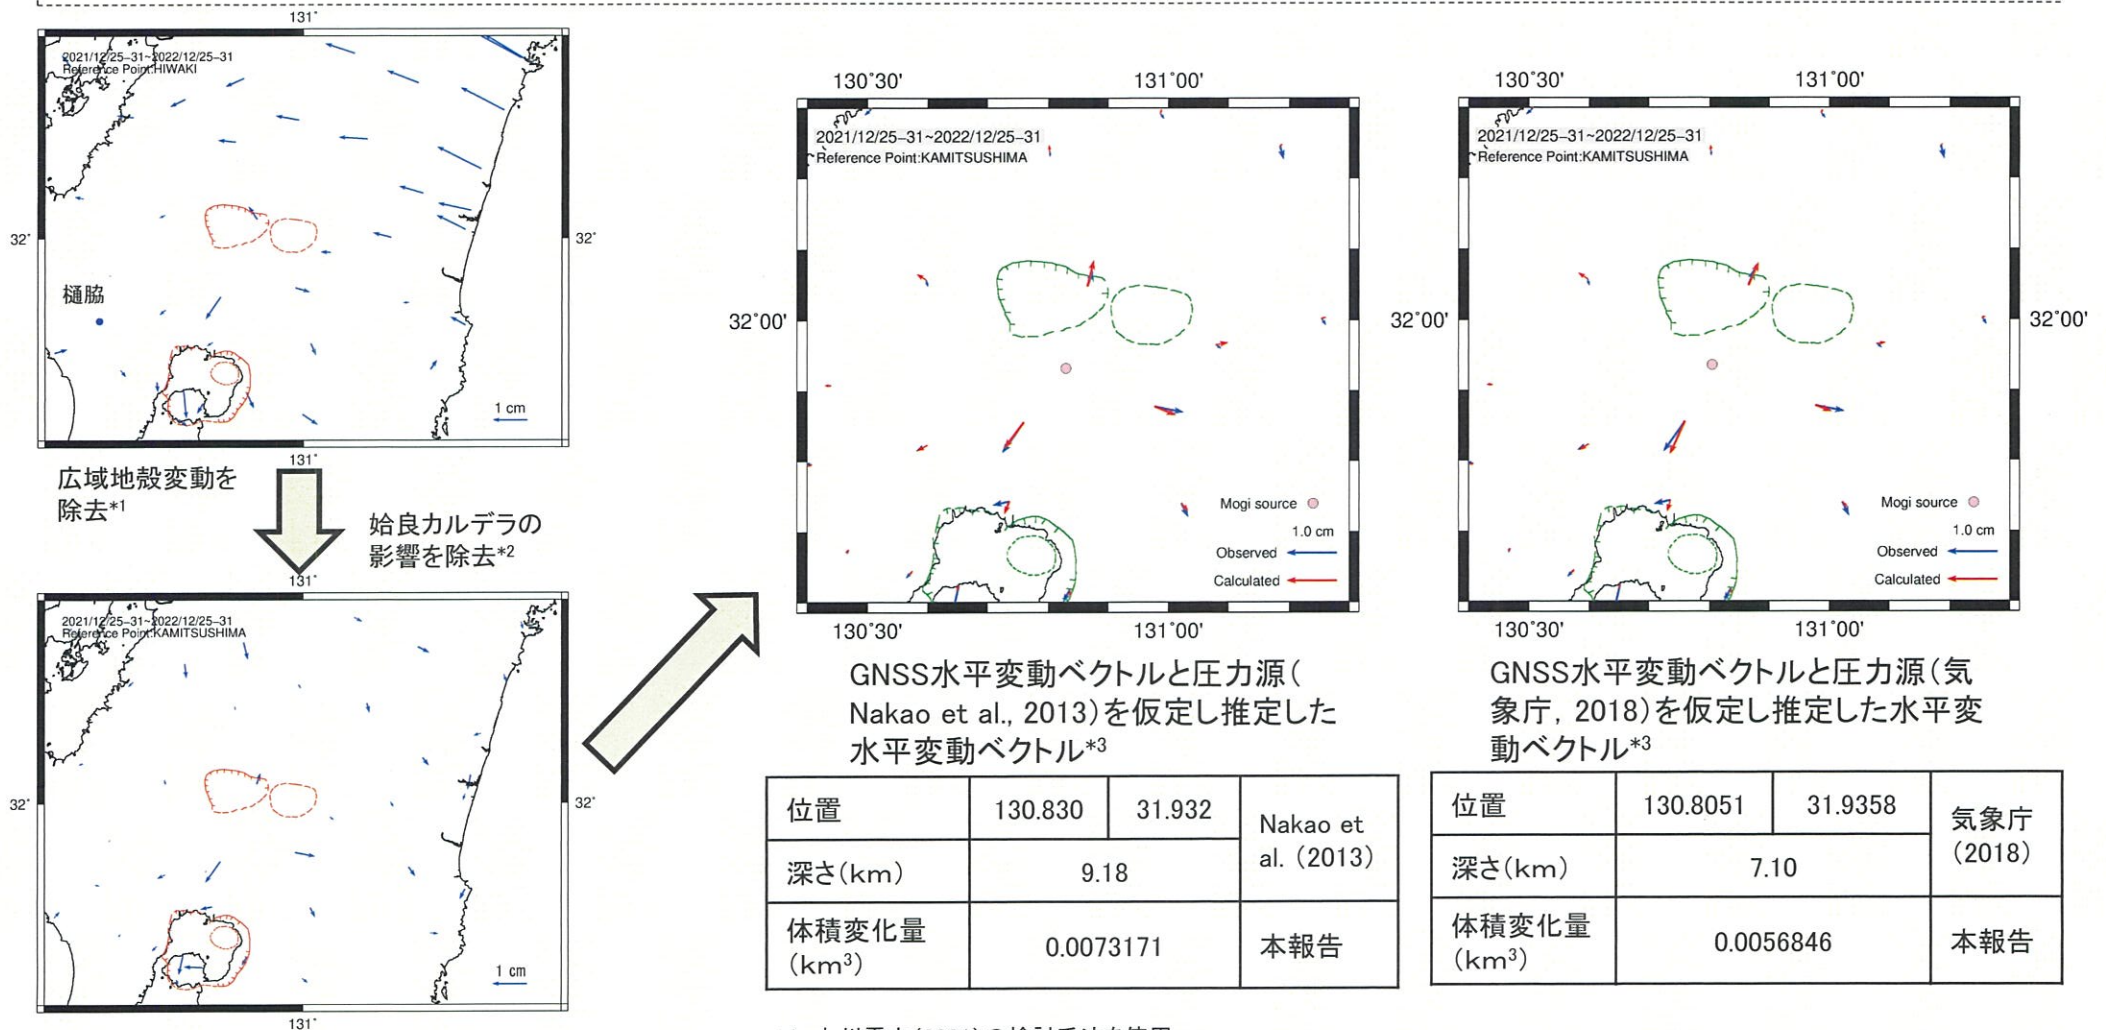 131°
2021/12/25–31~2022/12/25–31
Reference Point:HIWAKI
32°
32°
樋脇
1 cm
131°
広域地殻変動を
除去*1
姶良カルデラの
影響を除去*2
131°
2021/12/25–31~2022/12/25–31
Reference Point:KAMITSUSHIMA
32°
32°
1 cm
131°
130°30'
131°00'
2021/12/25–31~2022/12/25–31
Reference Point:KAMITSUSHIMA
32°00'
Mogi source
1.0 cm
Observed
Calculated
130°30'
131°00'
GNSS水平変動ベクトルと圧力源(
Nakao et al., 2013)を仮定し推定した
水平変動ベクトル*3
位置 130.830 31.932 Nakao et
al. (2013)
深さ(km) 9.18
体積変化量
(km³) 0.0073171 本報告
130°30'
131°00'
2021/12/25–31~2022/12/25–31
Reference Point:KAMITSUSHIMA
32°00'
32°00'
Mogi source
1.0 cm
Observed
Calculated
130°30'
131°00'
GNSS水平変動ベクトルと圧力源(気
象庁, 2018)を仮定し推定した水平変
動ベクトル*3
位置 130.8051 31.9358 気象庁
(2018)
深さ(km) 7.10
体積変化量
(km³) 0.0056846 本報告